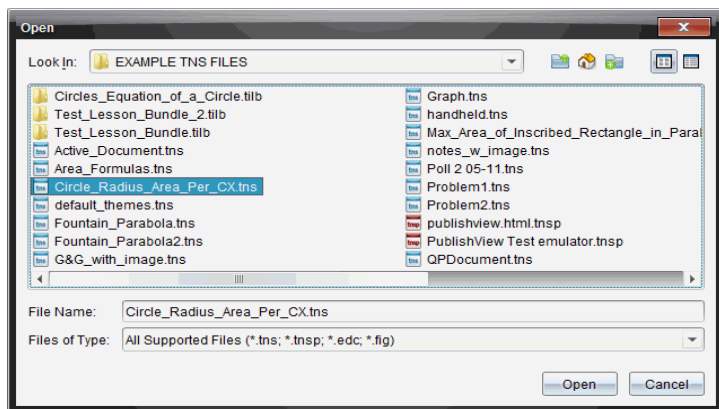 Open
Look In: EXAMPLE TNS FILES
Circles_Equation_of_a_Circle.tilb
Test_Lesson_Bundle_2.tilb
Test_Lesson_Bundle.tilb
Active_Document.tns
Area_Formulas.tns
Circle_Radius_Area_Per_CX.tns
default_themes.tns
Fountain_Parabola.tns
Fountain_Parabola2.tns
G&G_with_image.tns
Graph.tns
handheld.tns
Max_Area_of_Inscribed_Rectangle_in_Paral
notes_w_image.tns
Poll 2 05-11.tns
Problem1.tns
Problem2.tns
publishview.html.tnsp
PublishView Test emulator.tnsp
QPDocument.tns
File Name: Circle_Radius_Area_Per_CX.tns
Files of Type: All Supported Files (*.tns; *.tnsp; *.edc; *.fig)
Open Cancel